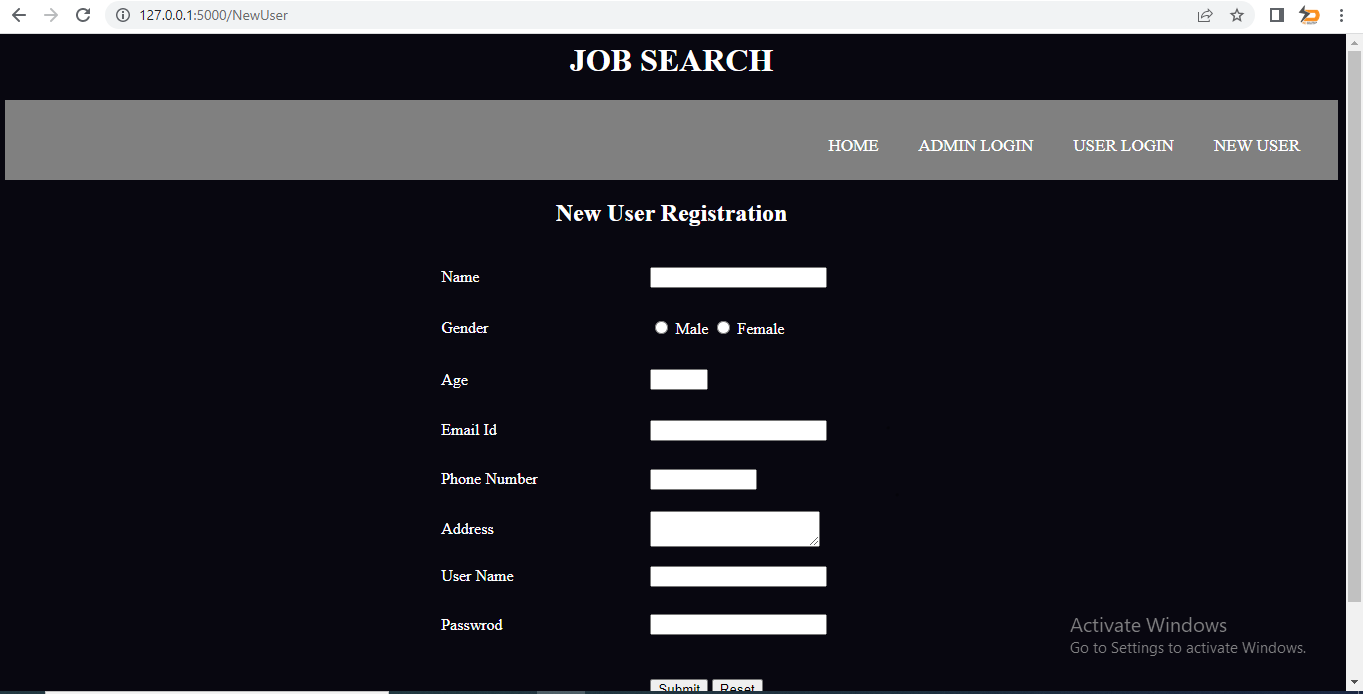 127.0.0.1:5000/NewUser
JOB SEARCH
HOME ADMIN LOGIN USER LOGIN NEW USER
New User Registration
Name
Gender Male Female
Age
Email Id
Phone Number
Address
User Name
Passwrod
Activate Windows
Go to Settings to activate Windows.
Submit Reset